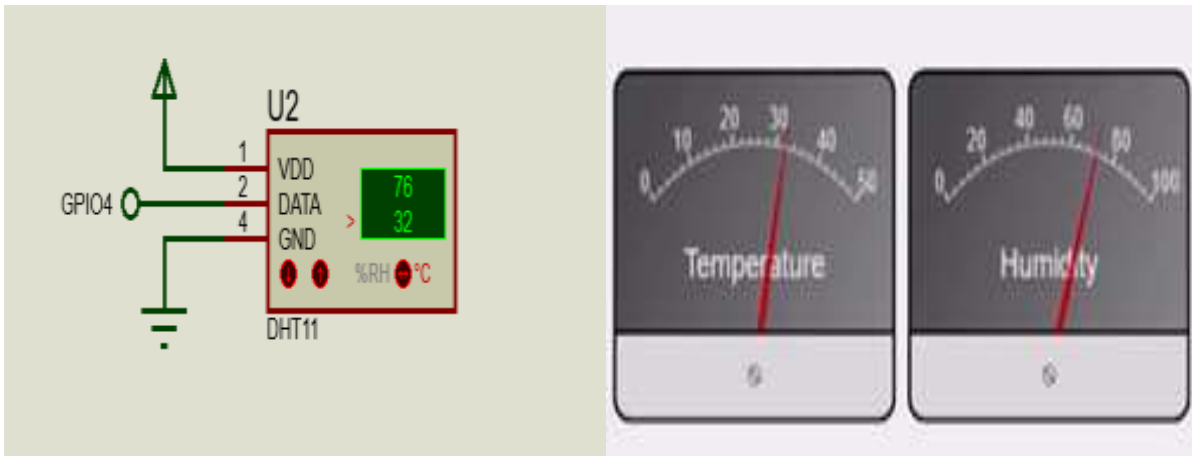 U2
1
VDD
76
GPIO4
2
DATA
32
>
4
GND
%RH
°C
DHT11
0
10
20
30
40
50
Temperature
0
20
40
60
80
100
Humidity